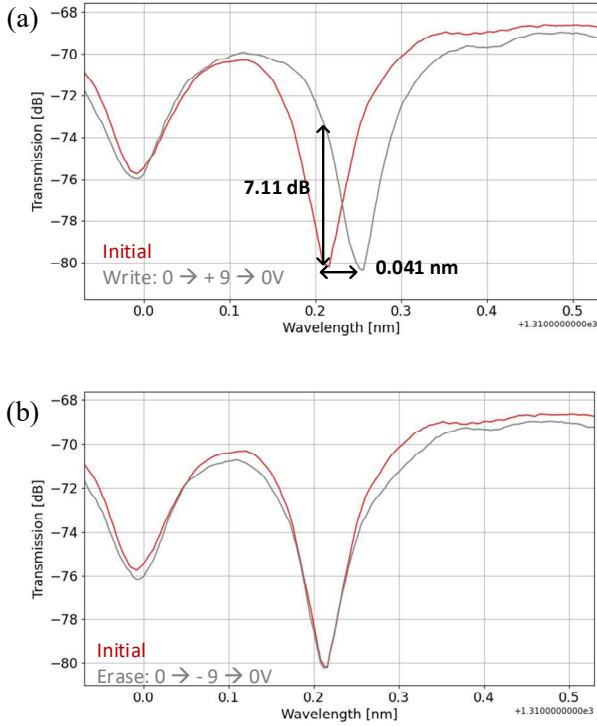 (a)
−68
−70
−72
−74
−76
−78
−80
Transmission [dB]
7.11 dB
0.041 nm
Initial
Write: 0 → + 9 → 0V
0.0 0.1 0.2 0.3 0.4 0.5
Wavelength [nm]
+1.3100000000e3
(b)
−68
−70
−72
−74
−76
−78
−80
Transmission [dB]
Initial
Erase: 0 → - 9 → 0V
0.0 0.1 0.2 0.3 0.4 0.5
Wavelength [nm]
+1.3100000000e3